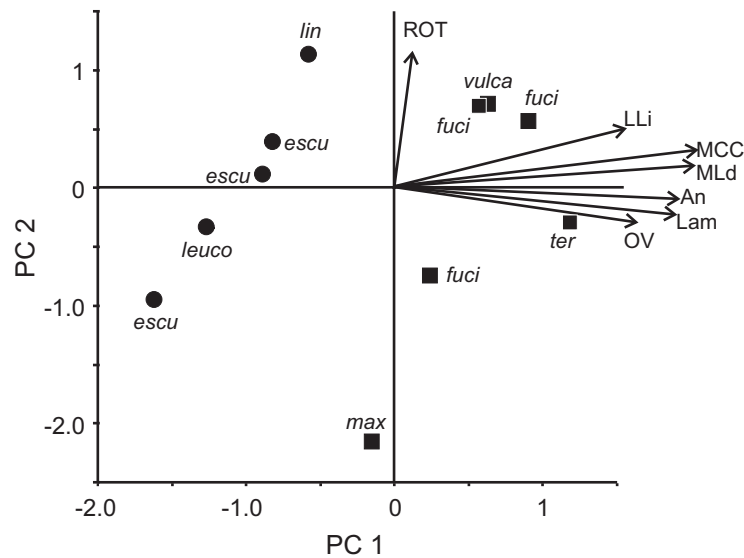 lin
ROT
1
vulca
fuci
fuci
LLi
escu
MCC
escu
MLd
0
An
Lam
leuco
ter
OV
PC 2
fuci
-1.0
escu
max
-2.0
-2.0
-1.0
0
1
PC 1